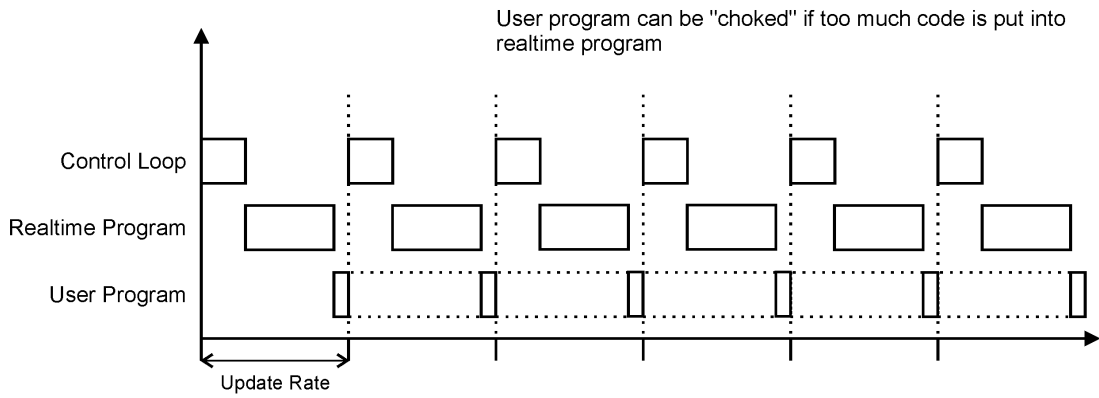 User program can be "choked" if too much code is put into
realtime program
Control Loop
Realtime Program
User Program
Update Rate